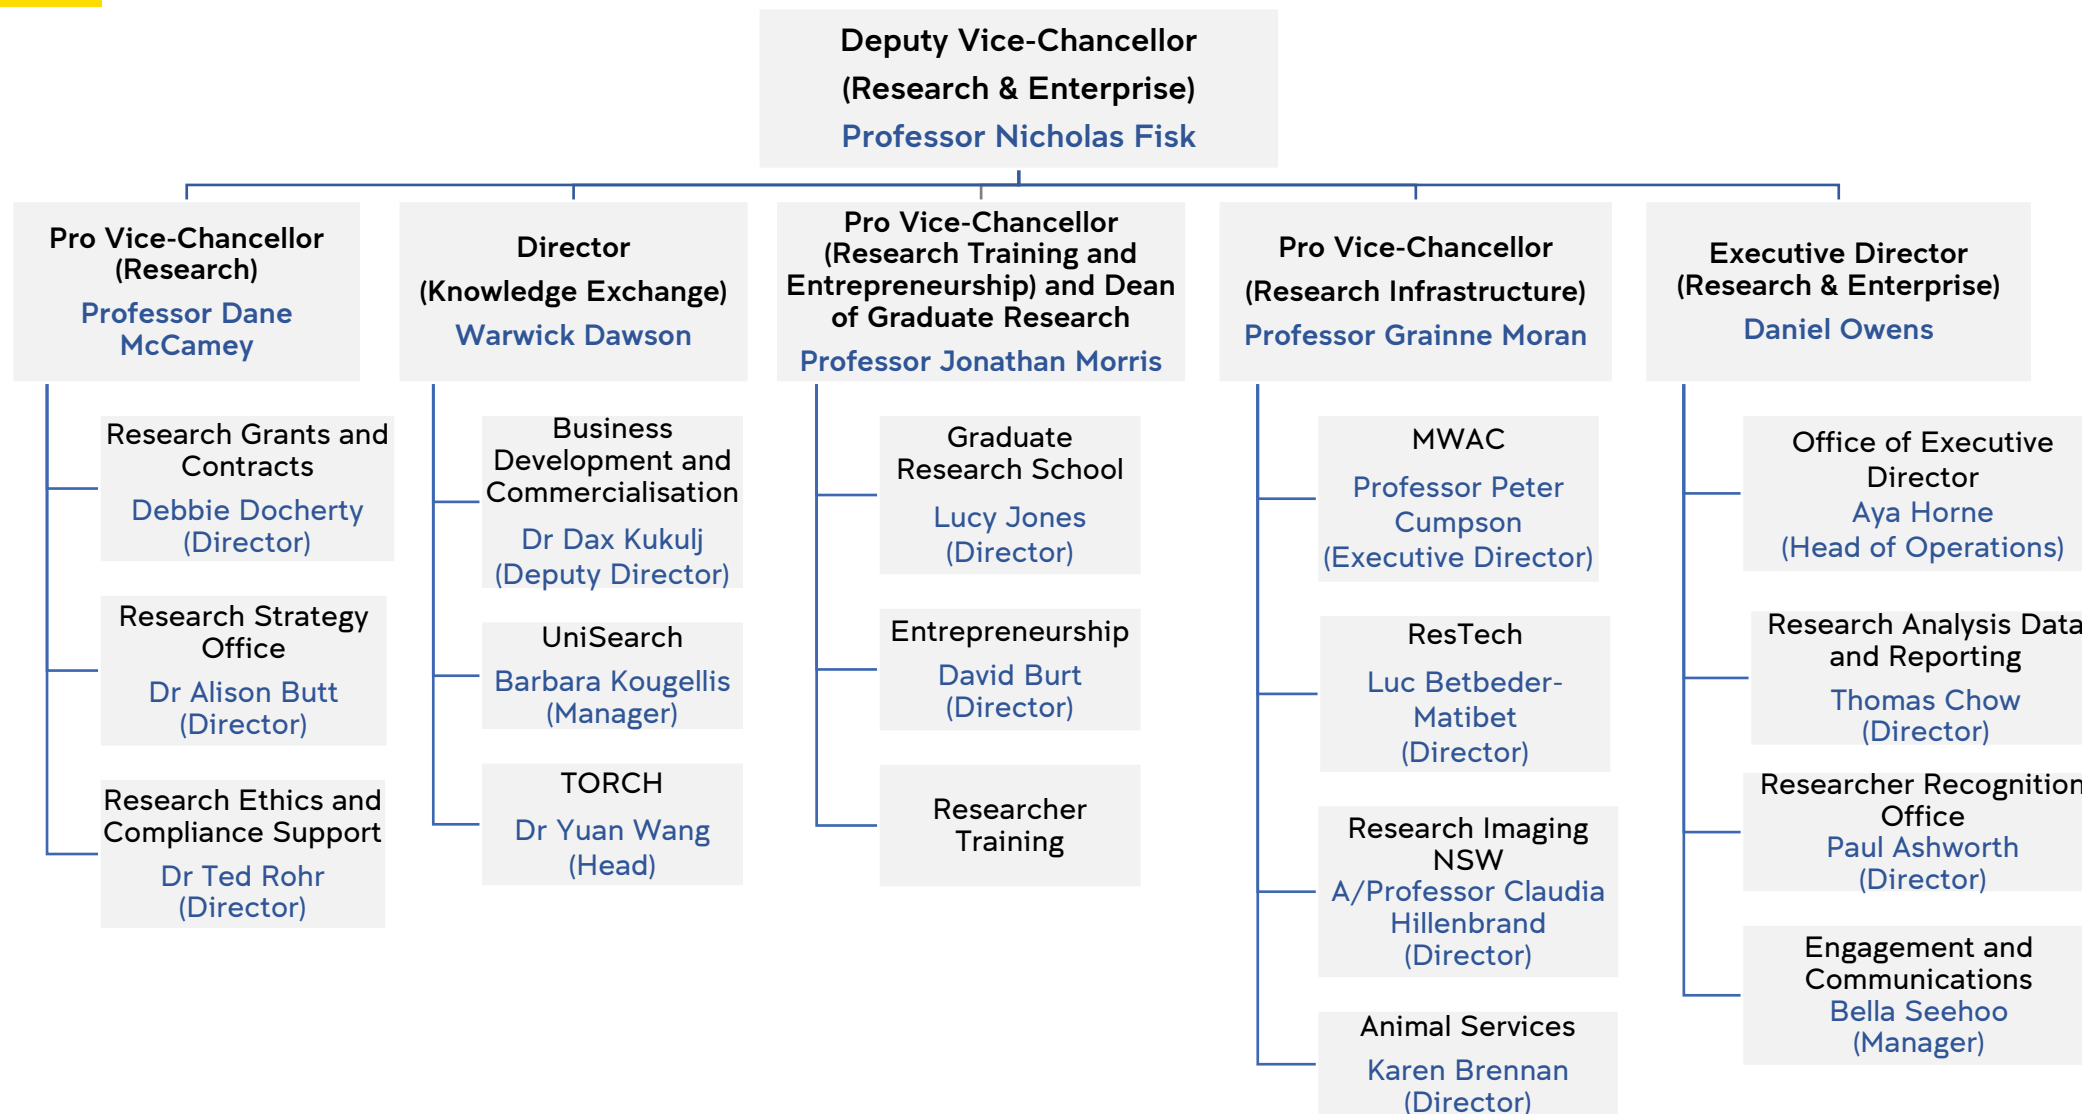 Deputy Vice-Chancellor
(Research & Enterprise)
Professor Nicholas Fisk
Pro Vice-Chancellor
(Research)
Professor Dane
McCamey
Research Grants and
Contracts
Debbie Docherty
(Director)
Research Strategy
Office
Dr Alison Butt
(Director)
Research Ethics and
Compliance Support
Dr Ted Rohr
(Director)
Director
(Knowledge Exchange)
Warwick Dawson
Business
Development and
Commercialisation
Dr Dax Kukulj
(Deputy Director)
UniSearch
Barbara Kougellis
(Manager)
TORCH
Dr Yuan Wang
(Head)
Pro Vice-Chancellor
(Research Training and
Entrepreneurship) and Dean
of Graduate Research
Professor Jonathan Morris
Graduate
Research School
Lucy Jones
(Director)
Entrepreneurship
David Burt
(Director)
Researcher
Training
Pro Vice-Chancellor
(Research Infrastructure)
Professor Grainne Moran
MWAC
Professor Peter
Cumpson
(Executive Director)
ResTech
Luc Betbeder-
Matibet
(Director)
Research Imaging
NSW
A/Professor Claudia
Hillenbrand
(Director)
Animal Services
Karen Brennan
(Director)
Executive Director
(Research & Enterprise)
Daniel Owens
Office of Executive
Director
Aya Horne
(Head of Operations)
Research Analysis Data
and Reporting
Thomas Chow
(Director)
Researcher Recognition
Office
Paul Ashworth
(Director)
Engagement and
Communications
Bella Seehoo
(Manager)